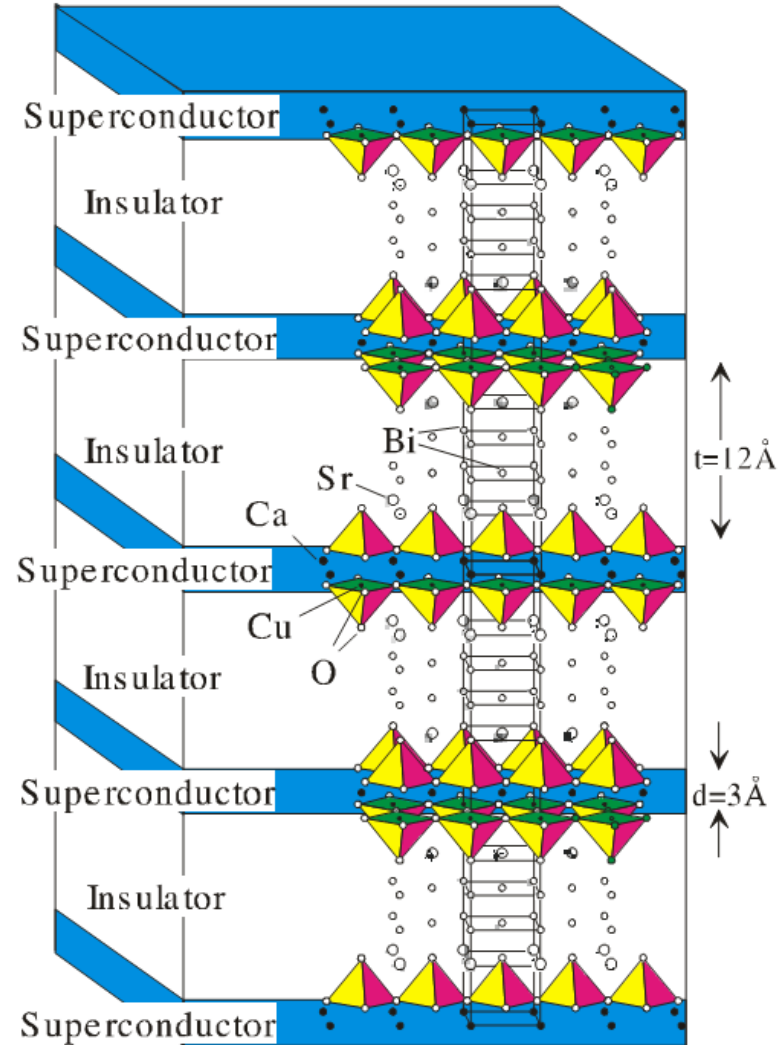 Superconductor
Insulator
Superconductor
t=12Å
Bi
Insulator
Sr
Ca
Superconductor
Cu
O
Insulator
Superconductor
d=3Å
Insulator
Superconductor